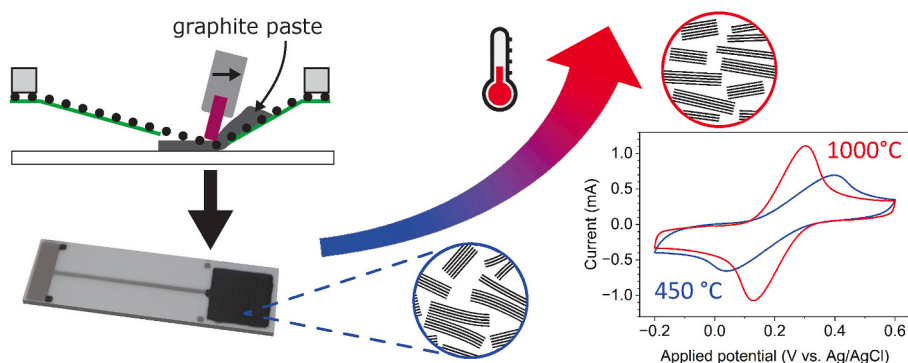 graphite paste
1000°C
450 °C
Current (mA)
1.0
0.5
0.0
−0.5
−1.0
−0.2
0.0
0.2
0.4
0.6
Applied potential (V vs. Ag/AgCl)